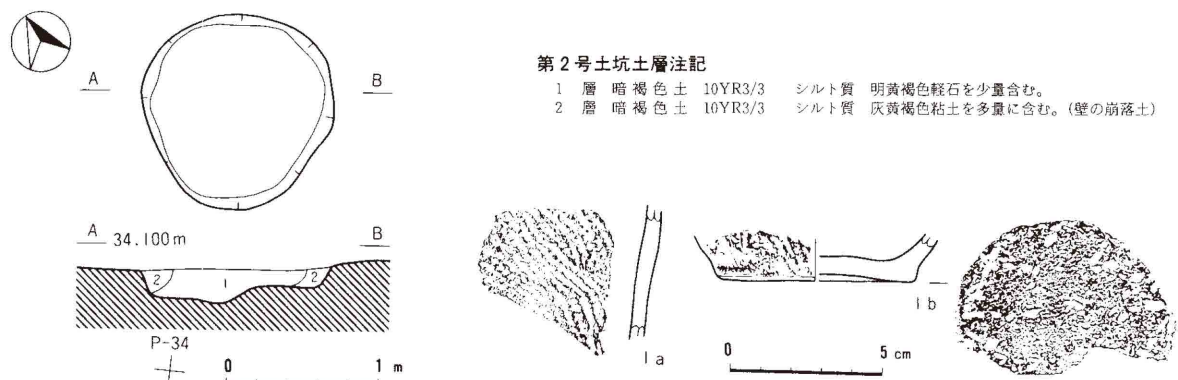 A
B
A 34.100m
B
2
1
2
P-34
0 1 m
第2号土坑土層注記
1 層 暗褐色土 10YR3/3 シルト質 明黄褐色軽石を少量含む。
2 層 暗褐色土 10YR3/3 シルト質 灰黄褐色粘土を多量に含む。(壁の崩落土)
1a
1b
0 5 cm